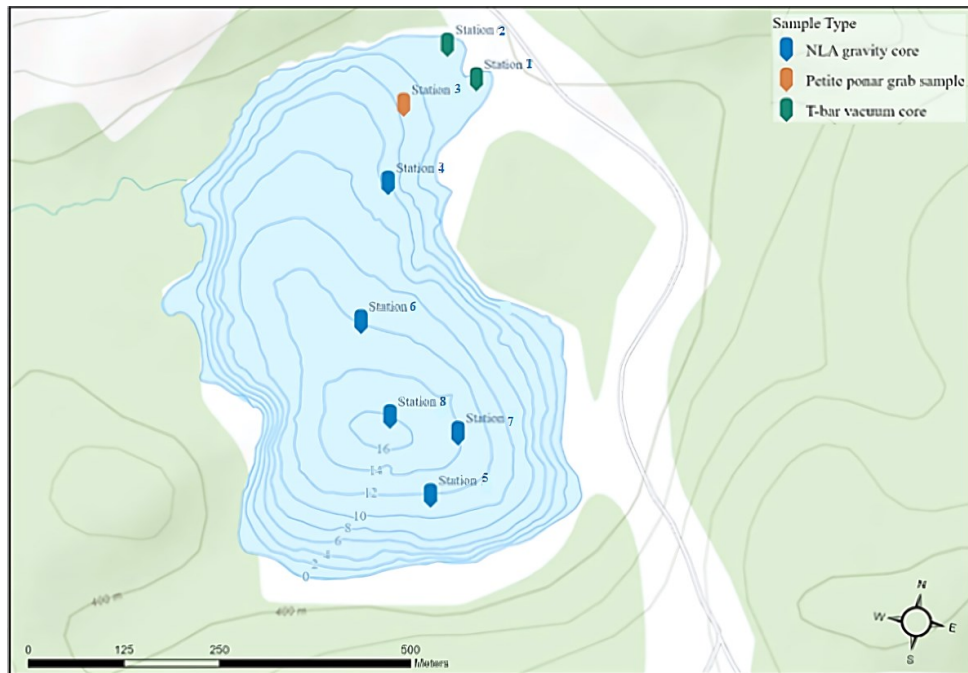 Sample Type
NLA gravity core
Petite ponar grab sample
T-bar vacuum core
Station 2
Station 1
Station 3
Station 4
Station 6
Station 8
Station 7
Station 5
16
14
12
10
8
6
4
2
0
400 m
400 m
N
W
E
S
0
125
250
500
Meters